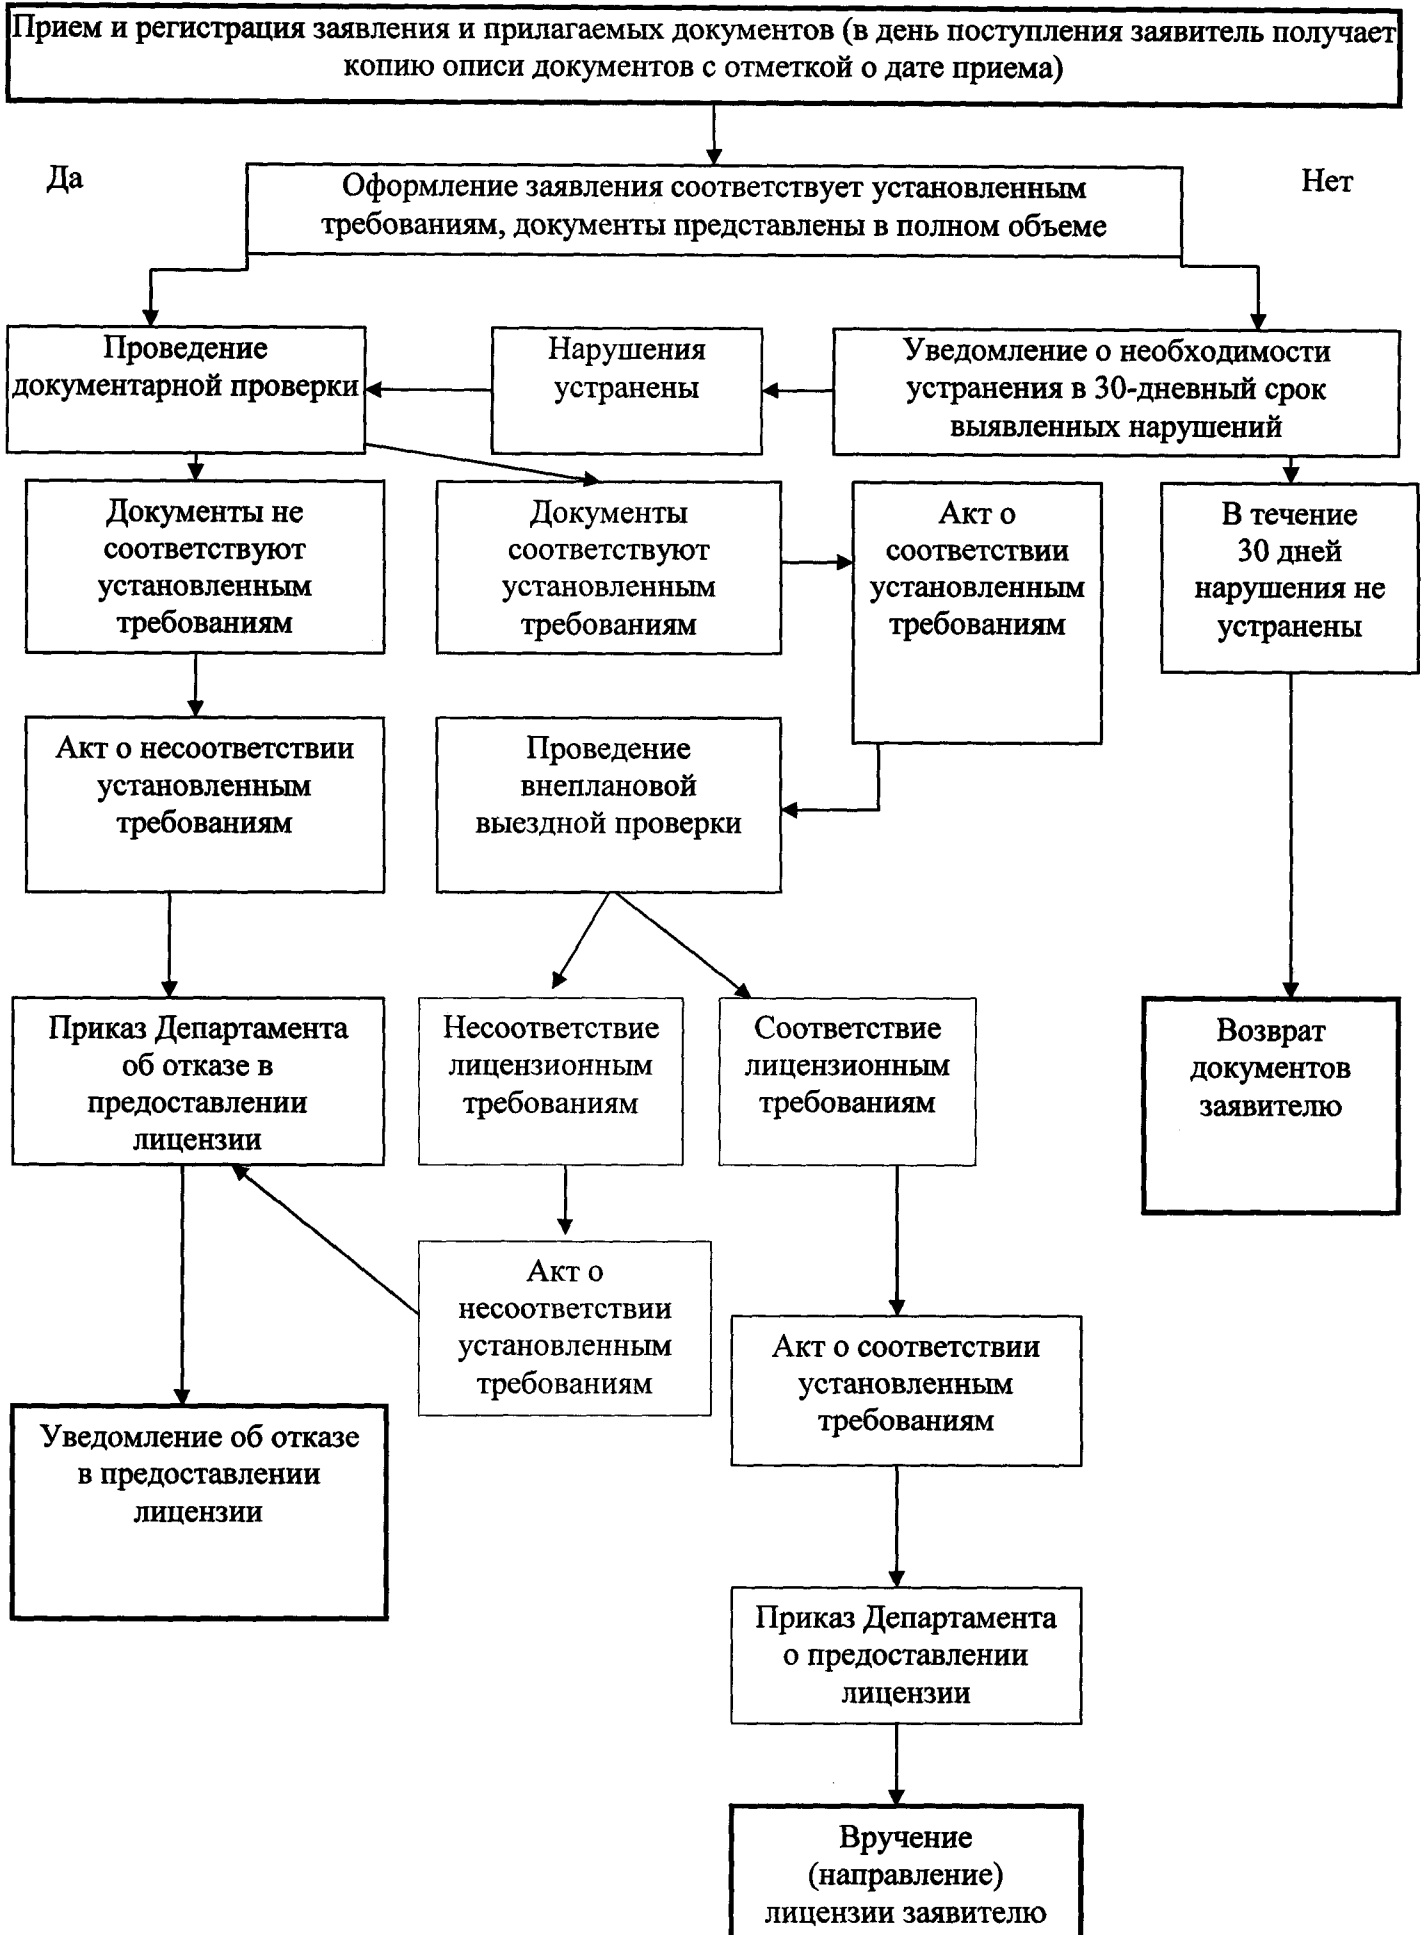 Прием и регистрация заявления и прилагаемых документов (в день поступления заявитель получает
копию описи документов с отметкой о дате приема)
Да
Оформление заявления соответствует установленным
требованиям, документы представлены в полном объеме
Нет
Проведение
документарной проверки
Нарушения
устранены
Уведомление о необходимости
устранения в 30-дневный срок
выявленных нарушений
Документы не
соответствуют
установленным
требованиям
Документы
соответствуют
установленным
требованиям
Акт о
соответствии
установленным
требованиям
В течение
30 дней
нарушения не
устранены
Акт о несоответствии
установленным
требованиям
Проведение
внеплановой
выездной проверки
Приказ Департамента
об отказе в
предоставлении
лицензии
Несоответствие
лицензионным
требованиям
Соответствие
лицензионным
требованиям
Возврат
документов
заявителю
Акт о
несоответствии
установленным
требованиям
Акт о соответствии
установленным
требованиям
Уведомление об отказе
в предоставлении
лицензии
Приказ Департамента
о предоставлении
лицензии
Вручение
(направление)
лицензии заявителю